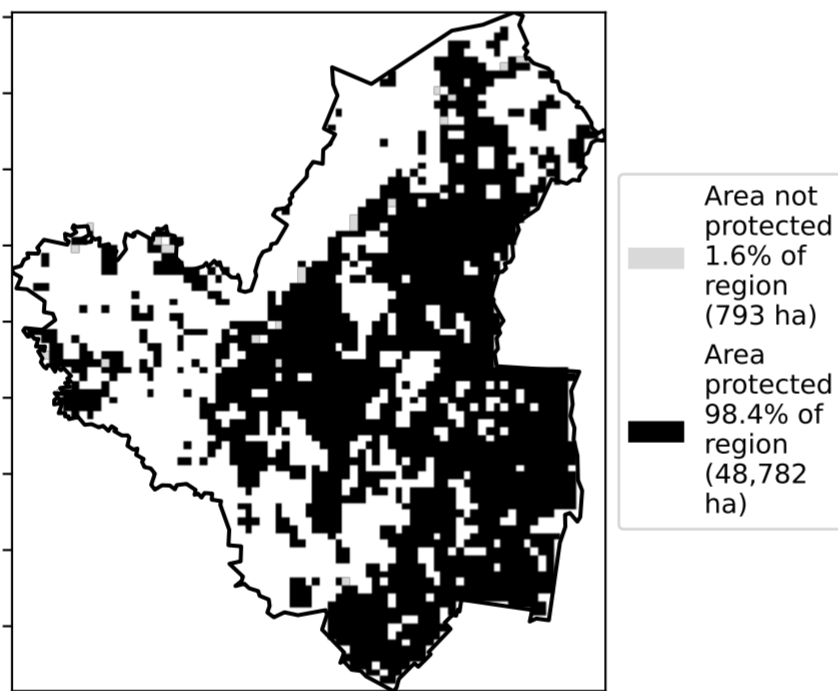 Area not
protected
1.6% of
region
(793 ha)
Area
protected
98.4% of
region
(48,782
ha)